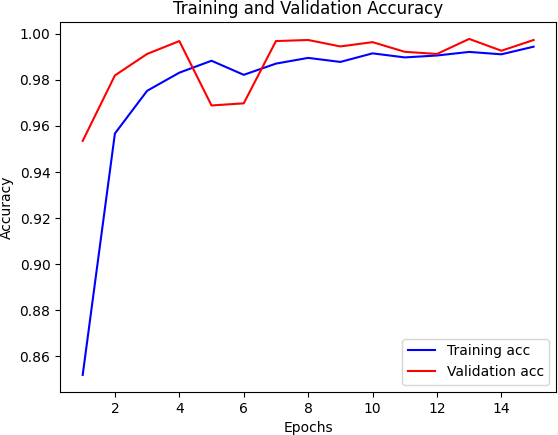 Training and Validation Accuracy
1.00
0.98
0.96
0.94
0.92
0.90
0.88
0.86
Accuracy
2 4 6 8 10 12 14
Epochs
Training acc
Validation acc